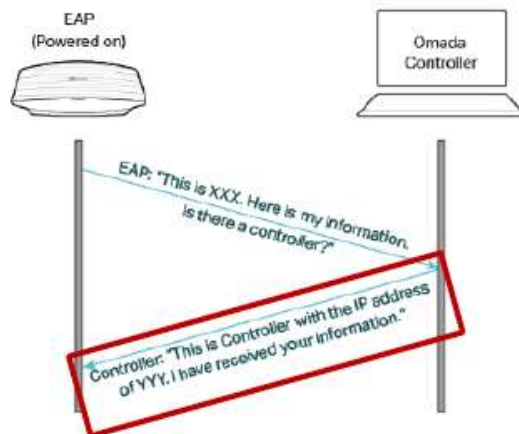 EAP
(Powered on)
Omada
Controller
EAP: "This is XXX. Here is my information.
Is there a controller?"
Controller: "This is Controller with the IP address
of YYY. I have received your information."